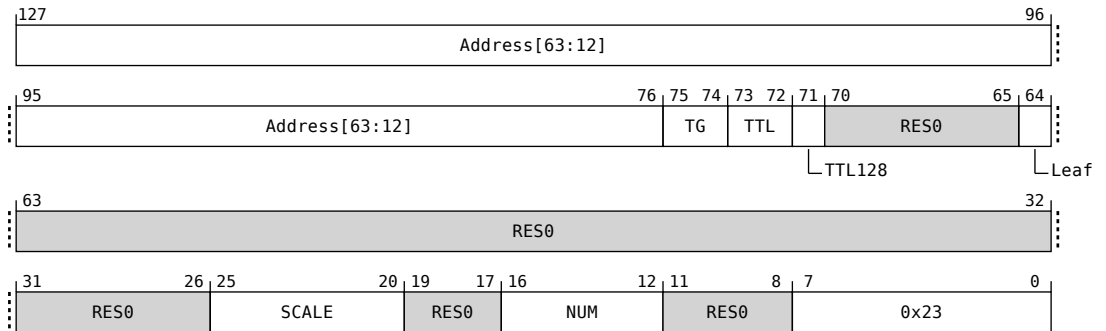 127 96
Address[63:12]
95 76 75 74 73 72 71 70 65 64
Address[63:12] TG TTL RES0
TTL128 Leaf
63 32
RES0
31 26 25 20 19 17 16 12 11 8 7 0
RES0 SCALE RES0 NUM RES0 0x23